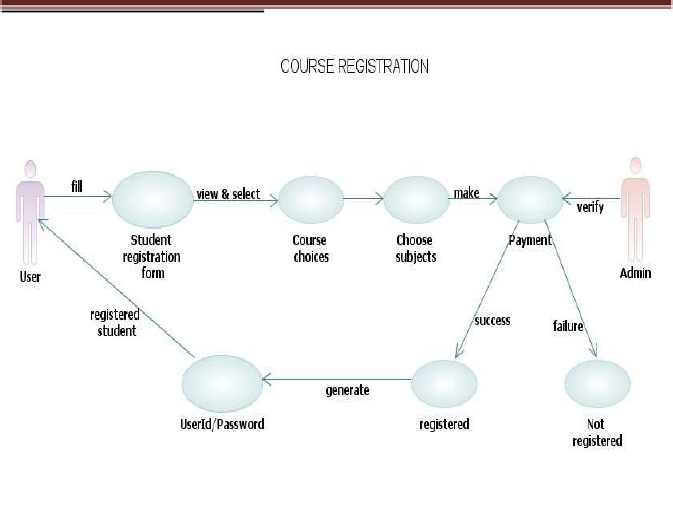 COURSE REGISTRATION
fill
view & select
make
verify
User
Student
registration
form
Course
choices
Choose
subjects
Payment
Admin
registered
student
success
failure
generate
UserId/Password
registered
Not
registered